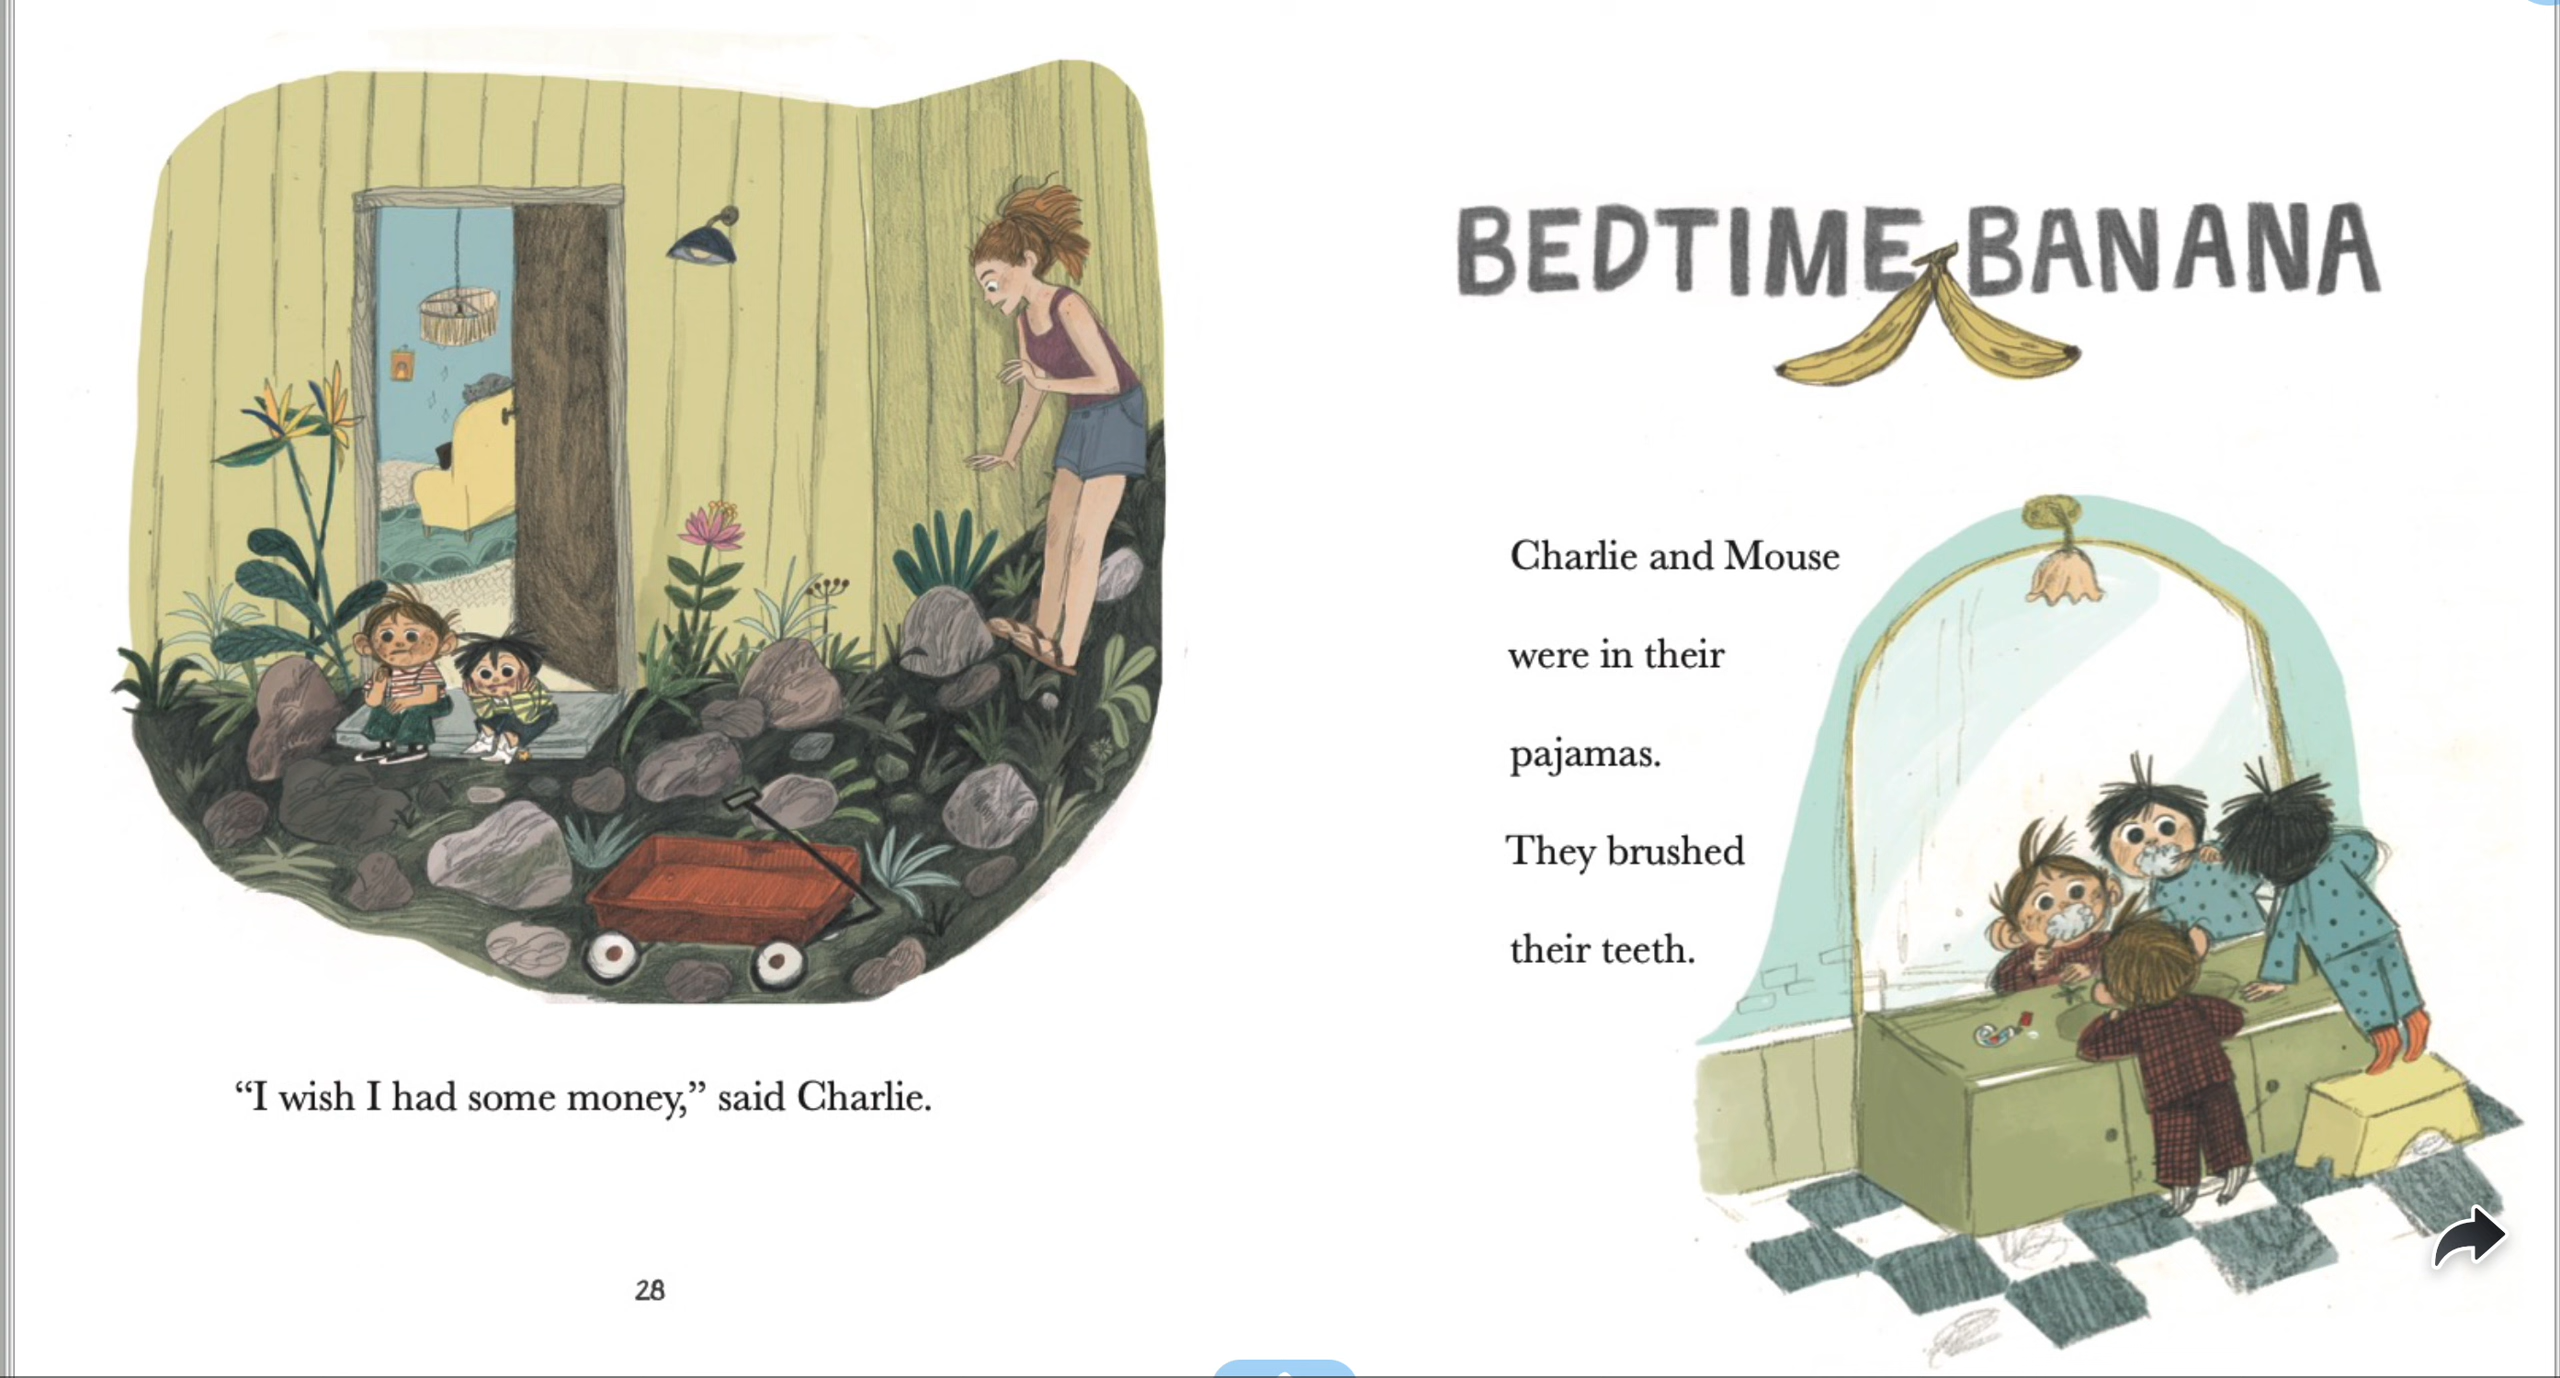 “I wish I had some money,” said Charlie.
28
BEDTIME BANANA
Charlie and Mouse
were in their
pajamas.
They brushed
their teeth.